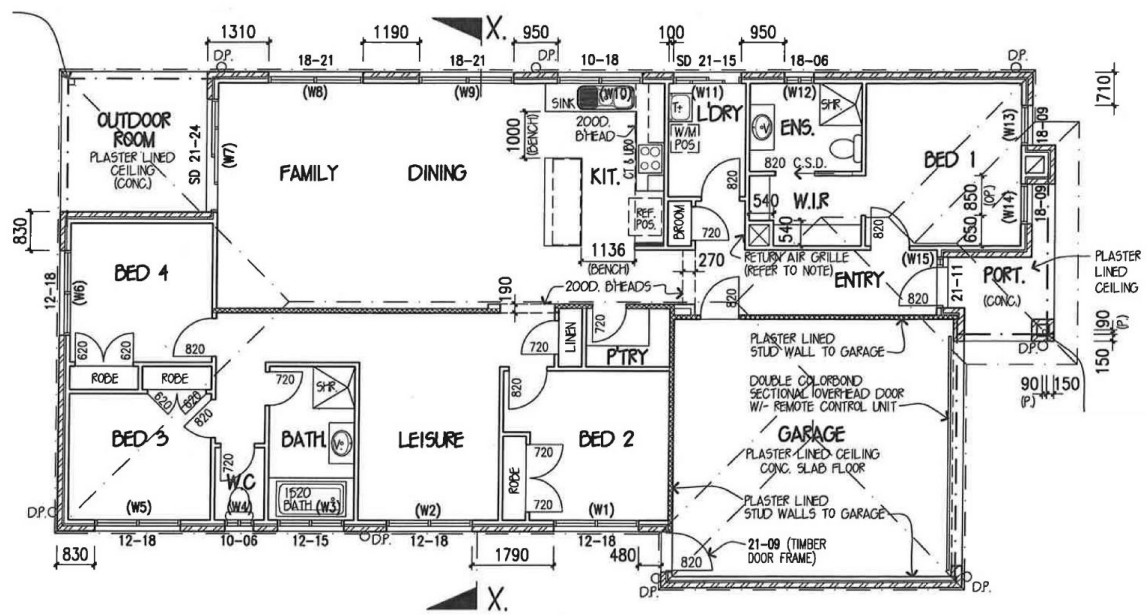 X.
1310
1190
950
100
950
D.P.
18-21
18-21
D.P.
10-18
SD 21-15
18-06
D.P.
710
(W8)
(W9)
(W10)
(W11)
(W12)
(W13)
18-09
OUTDOOR
ROOM
PLASTER LINED
CEILING
(CONC.)
SD 21-24
(W7)
FAMILY
DINING
SINK
1000
(BENCH)
200D.
B'HEAD
KIT.
REF.
POS.
L'DRY
W/M
POS
820
BROOM
720
ENS.
SHR
820
C.S.D.
540
W.I.R
540
820
BED 1
850
(OP.)
650
(W14)
18-09
830
1136
(BENCH)
270
RETURN AIR GRILLE
(REFER TO NOTE)
ENTRY
(W15)
820
21-11
PORT.
(CONC.)
PLASTER
LINED
CEILING
200D. B'HEADS
820
190
BED 4
12-18
(W6)
620
620
820
ROBE
ROBE
620
620
820
BED 3
(W5)
720
SHR
BATH.
720
W.C
(W4)
1520
BATH
(W3)
LEISURE
(W2)
820
LINEN
720
P'TRY
820
BED 2
ROBE
720
720
(W1)
PLASTER LINED
STUD WALL TO GARAGE
DOUBLE COLORBOND
SECTIONAL OVERHEAD DOOR
W/- REMOTE CONTROL UNIT
GARAGE
PLASTER LINED CEILING
CONC. SLAB FLOOR
PLASTER LINED
STUD WALLS TO GARAGE
D.P.
90
(P.)
150
90
(P.)
150
D.P.
12-18
10-06
12-15
D.P.
12-18
12-18
820
21-09 (TIMBER
DOOR FRAME)
830
1790
480
D.P.
D.P.
X.